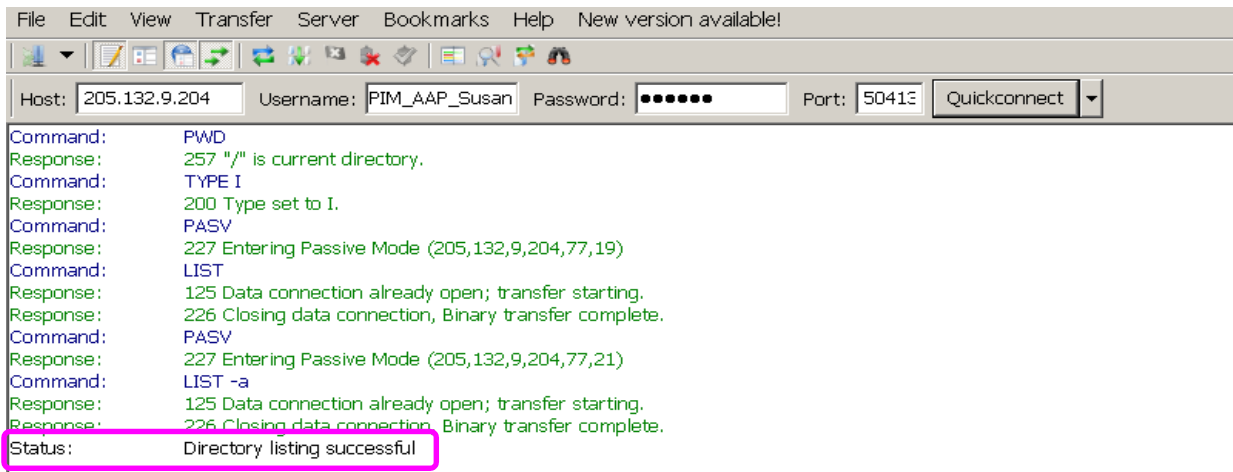 File Edit View Transfer Server Bookmarks Help New version available!
Host: 205.132.9.204 Username: PIM_AAP_Susan Password: ●●●●●● Port: 50413 Quickconnect
Command: PWD
Response: 257 "/" is current directory.
Command: TYPE I
Response: 200 Type set to I.
Command: PASV
Response: 227 Entering Passive Mode (205,132,9,204,77,19)
Command: LIST
Response: 125 Data connection already open; transfer starting.
Response: 226 Closing data connection, Binary transfer complete.
Command: PASV
Response: 227 Entering Passive Mode (205,132,9,204,77,21)
Command: LIST -a
Response: 125 Data connection already open; transfer starting.
Response: 226 Closing data connection, Binary transfer complete.
Status: Directory listing successful